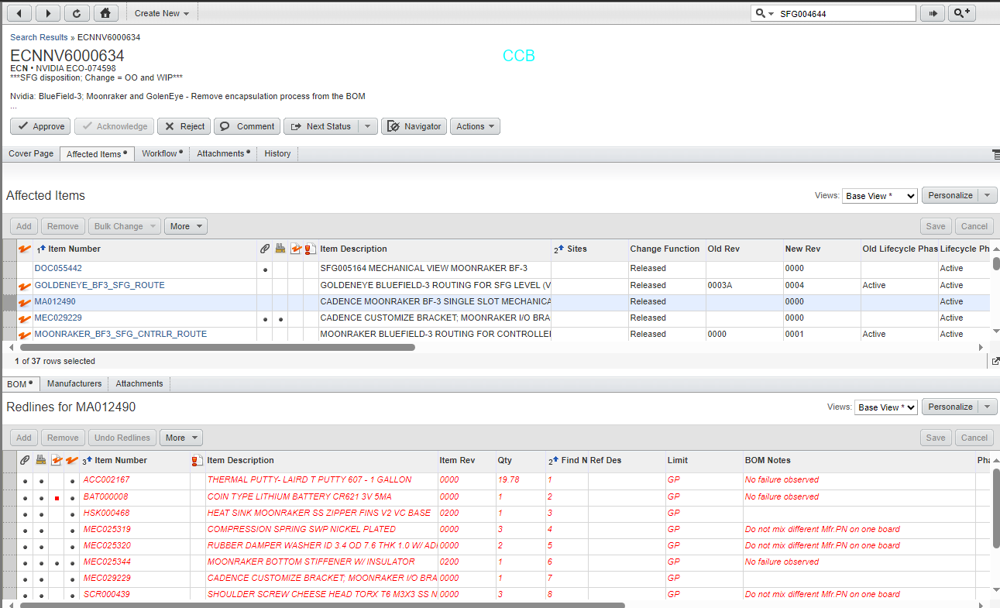 Create New
SFG004644
Search Results » ECNNV6000634
ECNNV6000634
CCB
ECN • NVIDIA ECO-074598
***SFG disposition; Change = OO and WIP***
Nvidia: BlueField-3; Moonraker and GolenEye - Remove encapsulation process from the BOM
...
Approve Acknowledge Reject Comment Next Status Navigator Actions
Cover Page Affected Items Workflow Attachments History
Affected Items
Views: Base View * Personalize
Add Remove Bulk Change More Save Cancel
1 Item Number Item Description 2 Sites Change Function Old Rev New Rev Old Lifecycle Phas Lifecycle Ph
DOC055442 SFG005164 MECHANICAL VIEW MOONRAKER BF-3 Released 0000 Active
GOLDENEYE_BF3_SFG_ROUTE GOLDENEYE BLUEFIELD-3 ROUTING FOR SFG LEVEL (V Released 0003A 0004 Active Active
MA012490 CADENCE MOONRAKER BF-3 SINGLE SLOT MECHANICA Released 0000 Active
MEC029229 CADENCE CUSTOMIZE BRACKET; MOONRAKER I/O BRA Released 0000 Active
MOONRAKER_BF3_SFG_CNTRLR_ROUTE MOONRAKER BLUEFIELD-3 ROUTING FOR CONTROLLE Released 0000 0001 Active Active
1 of 37 rows selected
BOM Manufacturers Attachments
Redlines for MA012490
Views: Base View * Personalize
Add Remove Undo Redlines More Save Cancel
3 Item Number Item Description Item Rev Qty 2 Find N Ref Des Limit BOM Notes Pha
ACC002167 THERMAL PUTTY- LAIRD T PUTTY 607 - 1 GALLON 0000 19.78 1 GP No failure observed
BAT000008 COIN TYPE LITHIUM BATTERY CR621 3V 5MA 0000 1 2 GP No failure observed
HSK000468 HEAT SINK MOONRAKER SS ZIPPER FINS V2 VC BASE 0200 1 3 GP
MEC025319 COMPRESSION SPRING SWP NICKEL PLATED 0000 3 4 GP Do not mix different Mfr.PN on one board
MEC025320 RUBBER DAMPER WASHER ID 3.4 OD 7.6 THK 1.0 W/ ADH 0000 2 5 GP Do not mix different Mfr.PN on one board
MEC025344 MOONRAKER BOTTOM STIFFENER W/ INSULATOR 0200 1 6 GP No failure observed
MEC029229 CADENCE CUSTOMIZE BRACKET; MOONRAKER I/O BRA 0000 1 7 GP
SCR000439 SHOULDER SCREW CHEESE HEAD TORX T6 M3X3 SS N 0000 3 8 GP Do not mix different Mfr.PN on one board